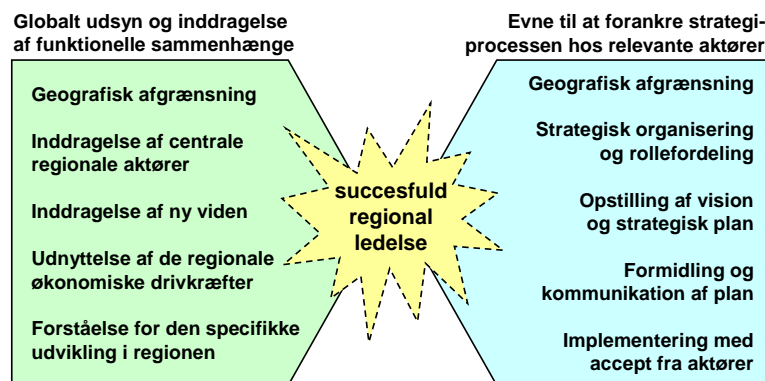 Globalt udsyn og inddragelse
af funktionelle sammenhænge
Geografisk afgrænsning
Inddragelse af centrale
regionale aktører
Inddragelse af ny viden
Udnyttelse af de regionale
økonomiske drivkræfter
Forståelse for den specifikke
udvikling i regionen
succesfuld
regional
ledelse
Evne til at forankre strategi-
processen hos relevante aktører
Geografisk afgrænsning
Strategisk organisering
og rollefordeling
Opstilling af vision
og strategisk plan
Formidling og
kommunikation af plan
Implementering med
accept fra aktører